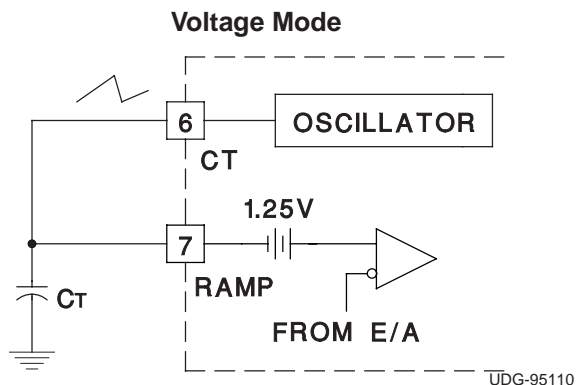 Voltage Mode
6
OSCILLATOR
CT
1.25V
7
RAMP
CT
FROM E/A
UDG-95110